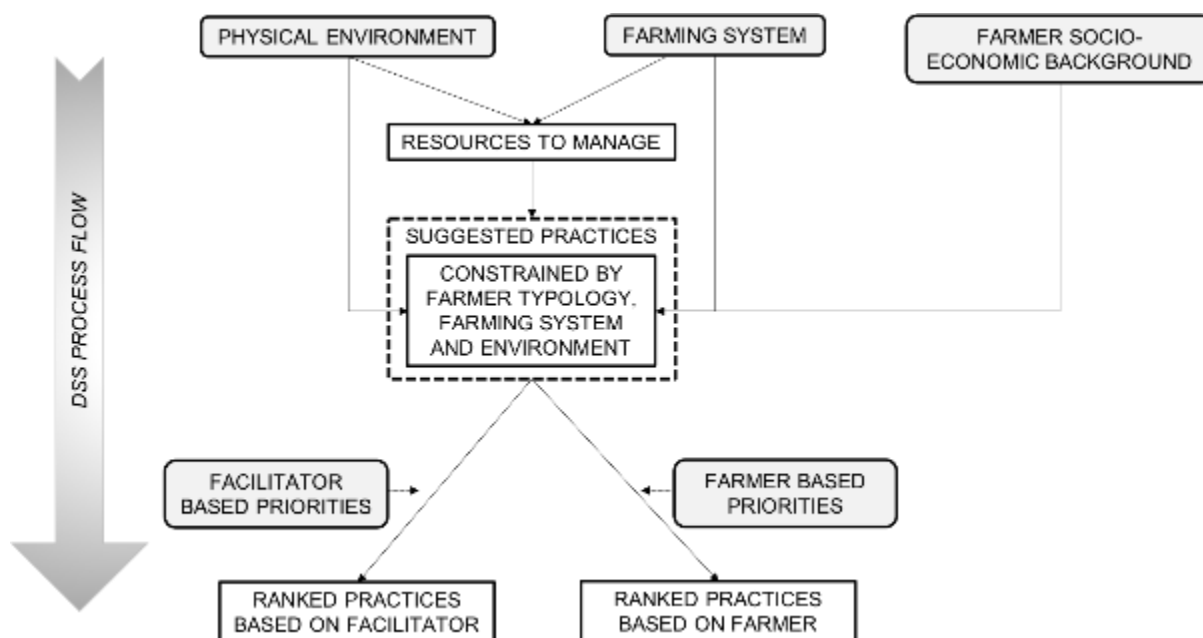 PHYSICAL ENVIRONMENT
FARMING SYSTEM
FARMER SOCIO-
ECONOMIC BACKGROUND
RESOURCES TO MANAGE
DSS PROCESS FLOW
SUGGESTED PRACTICES
CONSTRAINED BY
FARMER TYPOLOGY,
FARMING SYSTEM
AND ENVIRONMENT
FACILITATOR
BASED PRIORITIES
FARMER BASED
PRIORITIES
RANKED PRACTICES
BASED ON FACILITATOR
RANKED PRACTICES
BASED ON FARMER